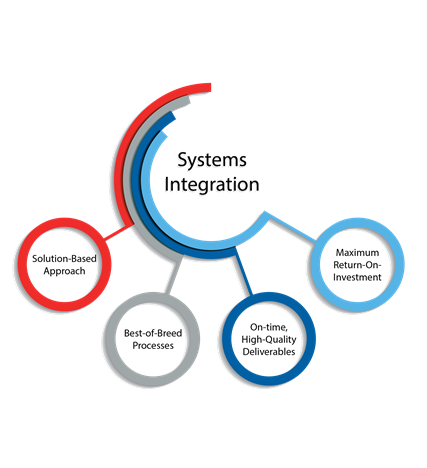 Systems
Integration
Solution-Based
Approach
Best-of-Breed
Processes
On-time,
High-Quality
Deliverables
Maximum
Return-On-
Investment